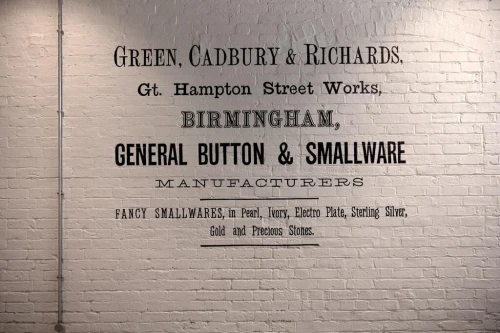 GREEN, CADBURY & RICHARDS,
Gt. Hampton Street Works,
BIRMINGHAM,
GENERAL BUTTON & SMALLWARE
MANUFACTURERS
FANCY SMALLWARES, in Pearl, Ivory, Electro Plate, Sterling Silver,
Gold and Precious Stones.